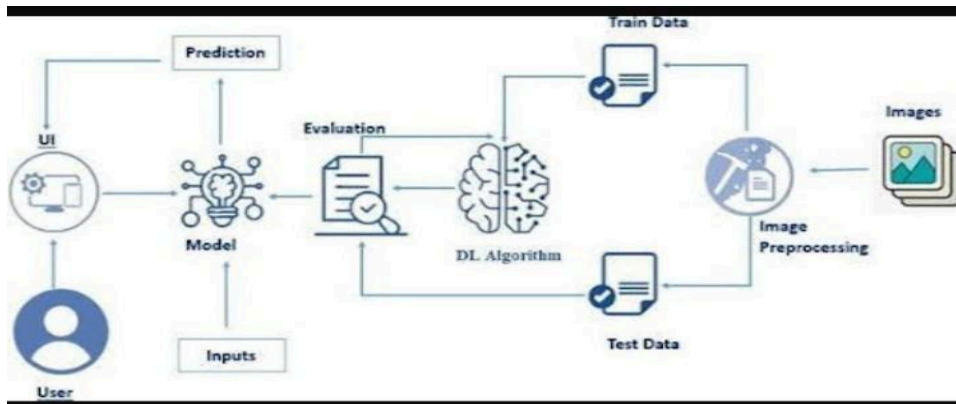 Train Data
Prediction
Images
Evaluation
UI
Image
Preprocessing
Model
DL Algorithm
Test Data
Inputs
User